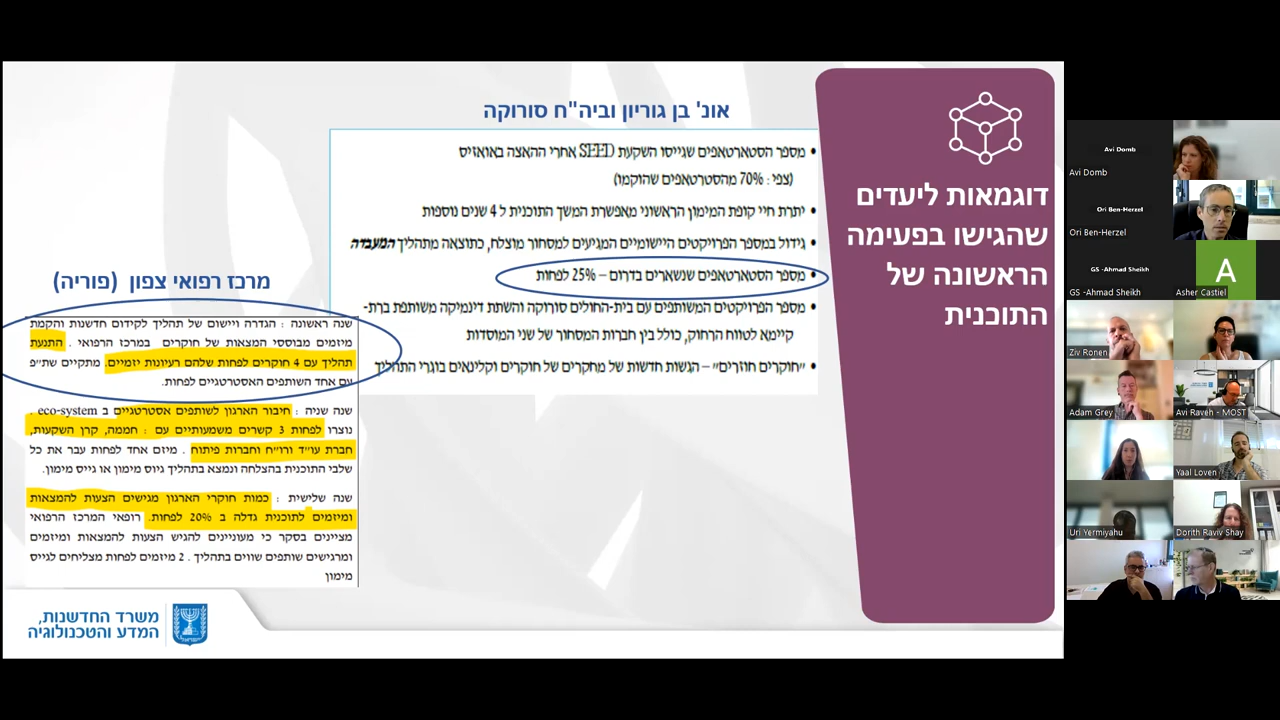 דוגמאות ליעדים
שהגישו בפעימה
הראשונה של
התוכנית
אונ' בן גוריון וביה"ח סורוקה
• מספר הסטארטאפים שגייסו השקעת SEED אחרי ההאצה באואזיס
(צפי: 70% מהסטרטאפים שהוקמו)
• יתרת חיי קופת המימון הראשוני מאפשרת המשך התוכנית ל 4 שנים נוספות
• גידול במספר הפרויקטים היישומיים המגיעים למסחור מוצלח, כתוצאה מתהליך המעבדה
• מספר הסטארטאפים שנשארים בדרום – 25% לפחות
• מספר הפרויקטים המשותפים עם בית-החולים סורוקה והשתת דינמיקה משותפת ברת-
קיימא לטווח הרחוק, כולל בין חברות המסחור של שני המוסדות
• "חוקרים חוזרים" – הגשות חדשות של מחקרים של חוקרים וקלינאים בוגרי התהליך
מרכז רפואי צפון (פוריה)
שנה ראשונה : הגדרה ויישום של תהליך לקידום חדשנות והקמת
מיזמים מבוססי המצאות של חוקרים במרכז הרפואי . התנעת
תהליך עם 4 חוקרים לפחות שלהם רעיונות יזמיים. מתקיים שת"פ
עם אחד השותפים האסטרטגיים לפחות.
שנה שניה : חיבור הארגון לשותפים אסטרטגיים ב eco-system .
נוצרו לפחות 3 קשרים משמעותיים עם : חממה, קרן השקעות,
חברת עו"ד ורו"ח וחברות פיתוח . מיזם אחד לפחות עבר את כל
שלבי התוכנית בהצלחה ונמצא בתהליך גיוס מימון או גייס מימון.
שנה שלישית : כמות חוקרי הארגון מגישים הצעות להמצאות
ומיזמים לתוכנית גדלה ב 20% לפחות. רופאי המרכז הרפואי
מציינים בסקר כי מעוניינים להגיש הצעות להמצאות ומיזמים
ומרגישים שותפים שווים בתהליך . 2 מיזמים לפחות מצליחים לגייס
מימון
משרד החדשנות,
המדע והטכנולוגיה
Avi Domb
Avi Domb
Ori Ben-Herzel
Ori Ben-Herzel
GS -Ahmad Sheikh
GS -Ahmad Sheikh
A
Asher Castiel
Ziv Ronen
Adam Grey
Avi Raveh - MOST
Yaal Loven
Uri Yermiyahu
Dorith Raviv Shay